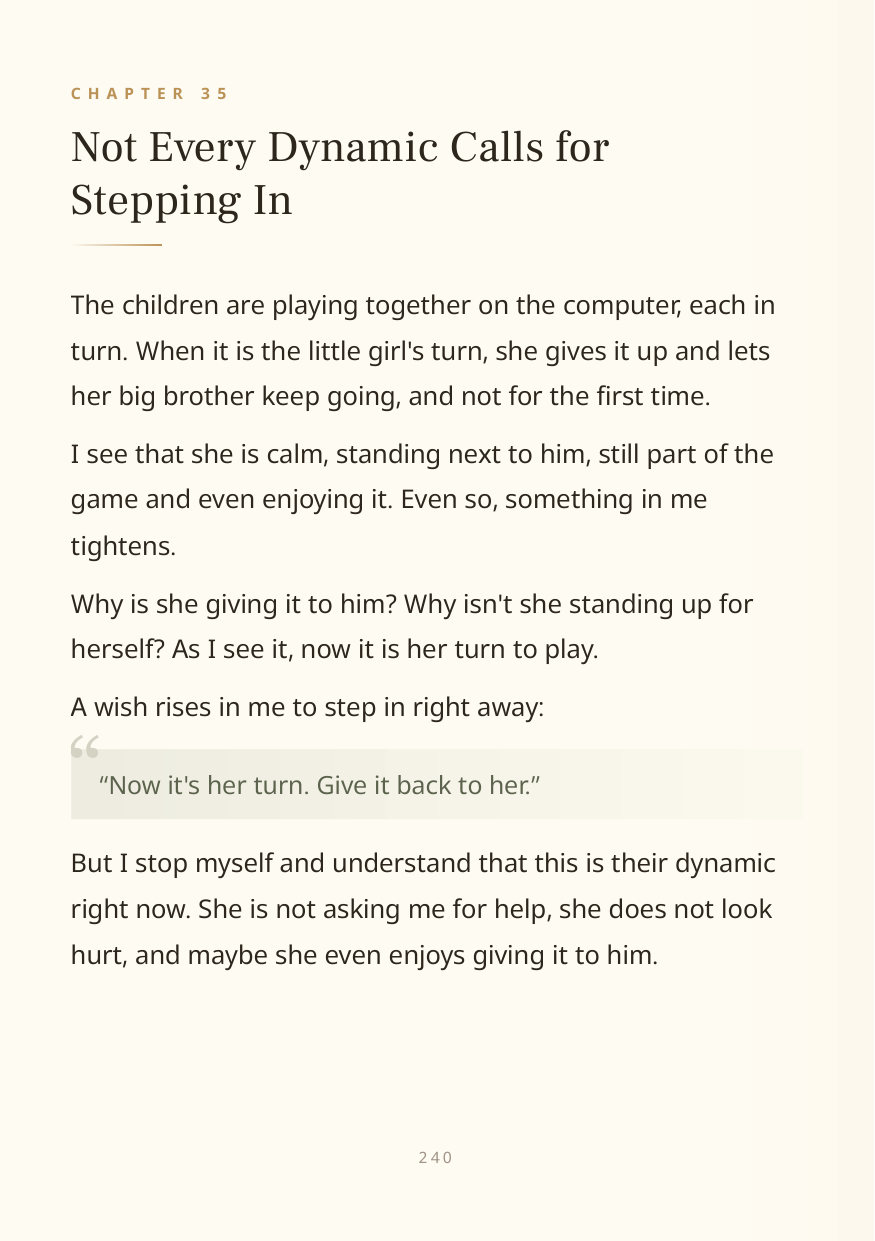 CHAPTER 35
Not Every Dynamic Calls for
Stepping In
The children are playing together on the computer, each in
turn. When it is the little girl's turn, she gives it up and lets
her big brother keep going, and not for the first time.
I see that she is calm, standing next to him, still part of the
game and even enjoying it. Even so, something in me
tightens.
Why is she giving it to him? Why isn't she standing up for
herself? As I see it, now it is her turn to play.
A wish rises in me to step in right away:
“
“Now it's her turn. Give it back to her.”
But I stop myself and understand that this is their dynamic
right now. She is not asking me for help, she does not look
hurt, and maybe she even enjoys giving it to him.
240